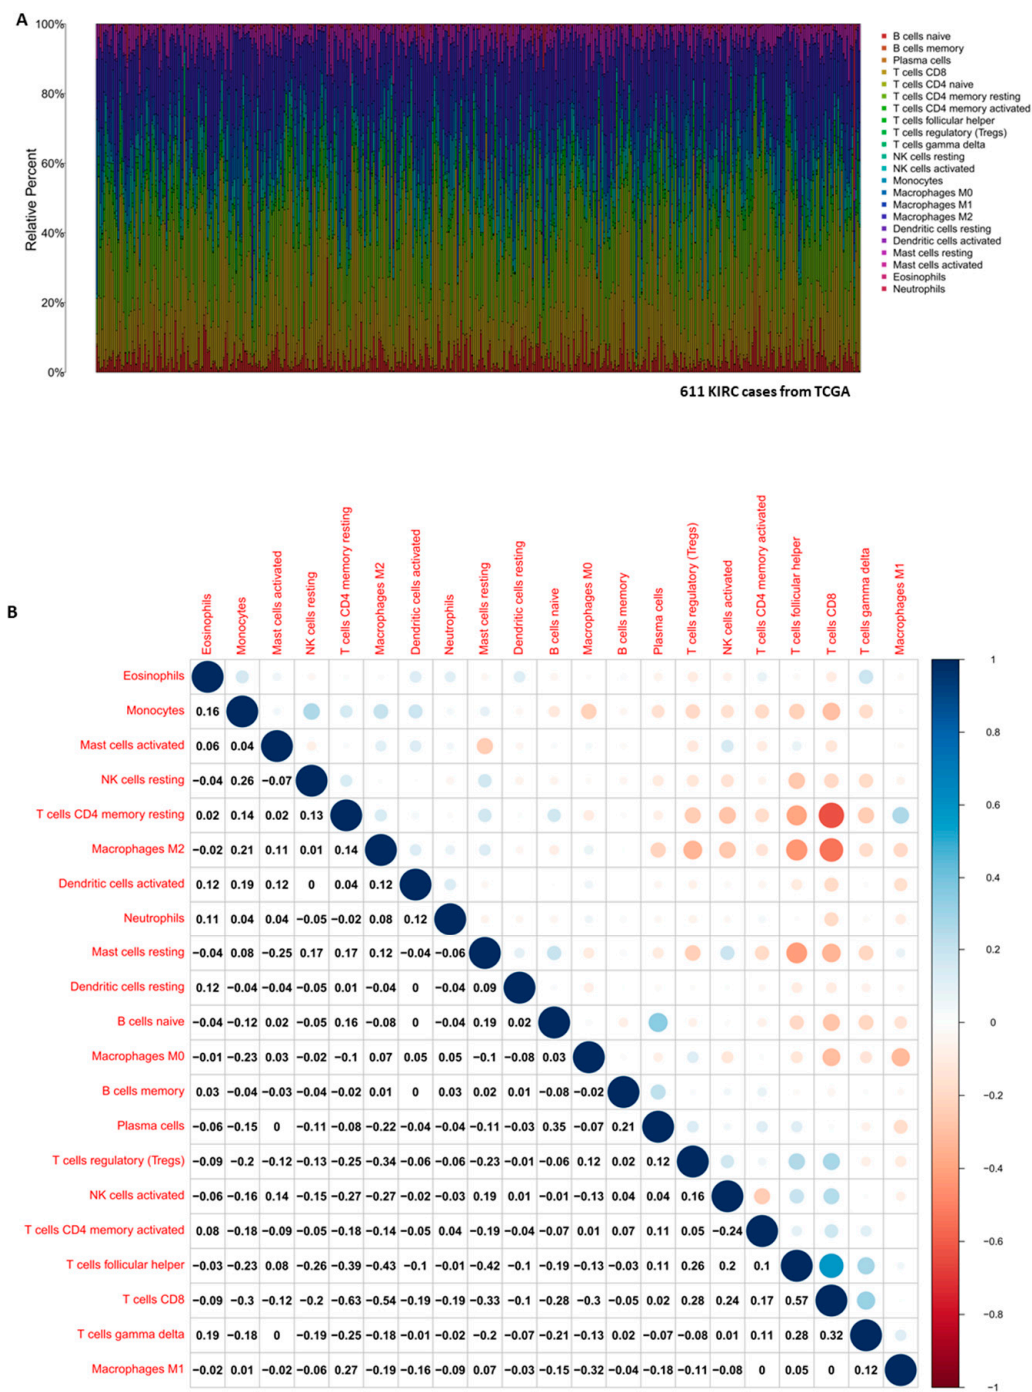 A
100%
80%
60%
40%
20%
0%
Relative Percent
B cells naive
B cells memory
Plasma cells
T cells CD8
T cells CD4 naive
T cells CD4 memory resting
T cells CD4 memory activated
T cells follicular helper
T cells regulatory (Tregs)
T cells gamma delta
NK cells resting
NK cells activated
Monocytes
Macrophages M0
Macrophages M1
Macrophages M2
Dendritic cells resting
Dendritic cells activated
Mast cells resting
Mast cells activated
Eosinophils
Neutrophils
611 KIRC cases from TCGA
B
Eosinophils
Monocytes
Mast cells activated
NK cells resting
T cells CD4 memory resting
Macrophages M2
Dendritic cells activated
Neutrophils
Mast cells resting
Dendritic cells resting
B cells naive
Macrophages M0
B cells memory
Plasma cells
T cells regulatory (Tregs)
NK cells activated
T cells CD4 memory activated
T cells follicular helper
T cells CD8
T cells gamma delta
Macrophages M1
Eosinophils
Monocytes 0.16
Mast cells activated 0.06 0.04
NK cells resting −0.04 0.26 −0.07
T cells CD4 memory resting 0.02 0.14 0.02 0.13
Macrophages M2 −0.02 0.21 0.11 0.01 0.14
Dendritic cells activated 0.12 0.19 0.12 0 0.04 0.12
Neutrophils 0.11 0.04 0.04 −0.05 −0.02 0.08 0.12
Mast cells resting −0.04 0.08 −0.25 0.17 0.17 0.12 −0.04 −0.06
Dendritic cells resting 0.12 −0.04 −0.04 −0.05 0.01 −0.04 0 −0.04 0.09
B cells naive −0.04 −0.12 0.02 −0.05 0.16 −0.08 0 −0.04 0.19 0.02
Macrophages M0 −0.01 −0.23 0.03 −0.02 −0.1 0.07 0.05 0.05 −0.1 −0.08 0.03
B cells memory 0.03 −0.04 −0.03 −0.04 −0.02 0.01 0 0.03 0.02 0.01 −0.08 −0.02
Plasma cells −0.06 −0.15 0 −0.11 −0.08 −0.22 −0.04 −0.04 −0.11 −0.03 0.35 −0.07 0.21
T cells regulatory (Tregs) −0.09 −0.2 −0.12 −0.13 −0.25 −0.34 −0.06 −0.06 −0.23 −0.01 −0.06 0.12 0.02 0.12
NK cells activated −0.06 −0.16 0.14 −0.15 −0.27 −0.27 −0.02 −0.03 0.19 0.01 −0.01 −0.13 0.04 0.04 0.16
T cells CD4 memory activated 0.08 −0.18 −0.09 −0.05 −0.18 −0.14 −0.05 0.04 −0.19 −0.04 −0.07 0.01 0.07 0.11 0.05 −0.24
T cells follicular helper −0.03 −0.23 0.08 −0.26 −0.39 −0.43 −0.1 −0.01 −0.42 −0.1 −0.19 −0.13 −0.03 0.11 0.26 0.2 0.1
T cells CD8 −0.09 −0.3 −0.12 −0.2 −0.63 −0.54 −0.19 −0.19 −0.33 −0.1 −0.28 −0.3 −0.05 0.02 0.28 0.24 0.17 0.57
T cells gamma delta 0.19 −0.18 0 −0.19 −0.25 −0.18 −0.01 −0.02 −0.2 −0.07 −0.21 −0.13 0.02 −0.07 −0.08 0.01 0.11 0.28 0.32
Macrophages M1 −0.02 0.01 −0.02 −0.06 0.27 −0.19 −0.16 −0.09 0.07 −0.03 −0.15 −0.32 −0.04 −0.18 −0.11 −0.08 0 0.05 0 0.12
1
0.8
0.6
0.4
0.2
0
−0.2
−0.4
−0.6
−0.8
−1